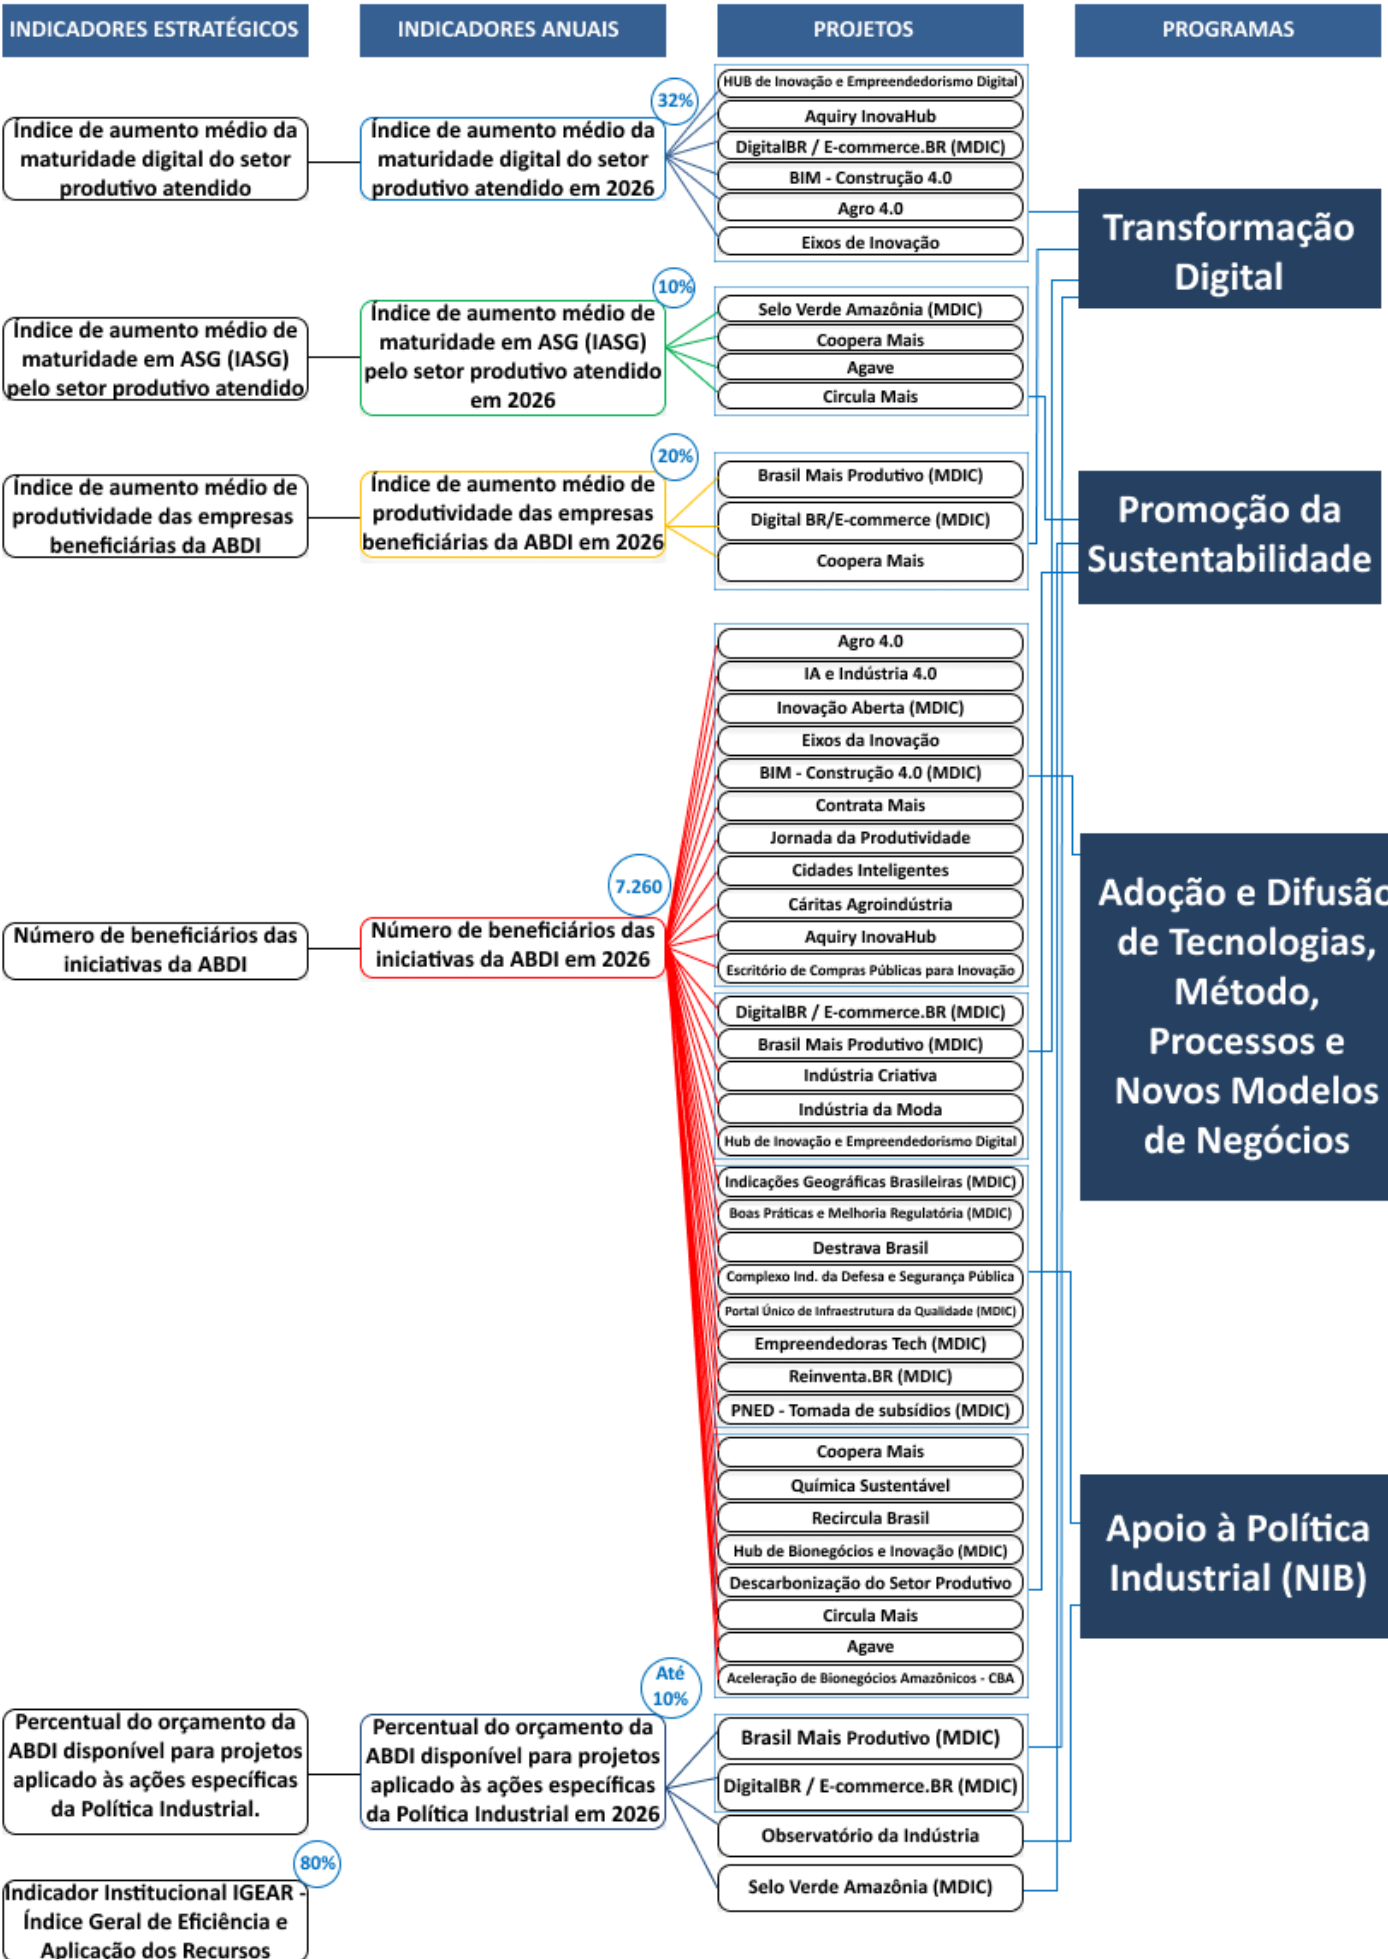 INDICADORES ESTRATÉGICOS
INDICADORES ANUAIS
PROJETOS
PROGRAMAS
Índice de aumento médio da
maturidade digital do setor
produtivo atendido
32%
Índice de aumento médio da
maturidade digital do setor
produtivo atendido em 2026
HUB de Inovação e Empreendedorismo Digital
Aquiry InovaHub
DigitalBR / E-commerce.BR (MDIC)
BIM - Construção 4.0
Agro 4.0
Eixos de Inovação
Transformação
Digital
Índice de aumento médio de
maturidade em ASG (IASG)
pelo setor produtivo atendido
10%
Índice de aumento médio de
maturidade em ASG (IASG)
pelo setor produtivo atendido
em 2026
Selo Verde Amazônia (MDIC)
Coopera Mais
Agave
Circula Mais
Índice de aumento médio de
produtividade das empresas
beneficiárias da ABDI
20%
Índice de aumento médio de
produtividade das empresas
beneficiárias da ABDI em 2026
Brasil Mais Produtivo (MDIC)
Digital BR/E-commerce (MDIC)
Coopera Mais
Promoção da
Sustentabilidade
Número de beneficiários das
iniciativas da ABDI
7.260
Número de beneficiários das
iniciativas da ABDI em 2026
Agro 4.0
IA e Indústria 4.0
Inovação Aberta (MDIC)
Eixos da Inovação
BIM - Construção 4.0 (MDIC)
Contrata Mais
Jornada da Produtividade
Cidades Inteligentes
Cáritas Agroindústria
Aquiry InovaHub
Escritório de Compras Públicas para Inovação
DigitalBR / E-commerce.BR (MDIC)
Brasil Mais Produtivo (MDIC)
Indústria Criativa
Indústria da Moda
Hub de Inovação e Empreendedorismo Digital
Indicações Geográficas Brasileiras (MDIC)
Boas Práticas e Melhoria Regulatória (MDIC)
Destrava Brasil
Complexo Ind. da Defesa e Segurança Pública
Portal Único de Infraestrutura da Qualidade (MDIC)
Empreendedoras Tech (MDIC)
Reinventa.BR (MDIC)
PNED - Tomada de subsídios (MDIC)
Coopera Mais
Química Sustentável
Recircula Brasil
Hub de Bionegócios e Inovação (MDIC)
Descarbonização do Setor Produtivo
Circula Mais
Agave
Aceleração de Bionegócios Amazônicos - CBA
Adoção e Difusão
de Tecnologias,
Método,
Processos e
Novos Modelos
de Negócios
Apoio à Política
Industrial (NIB)
Percentual do orçamento da
ABDI disponível para projetos
aplicado às ações específicas
da Política Industrial.
Até
10%
Percentual do orçamento da
ABDI disponível para projetos
aplicado às ações específicas
da Política Industrial em 2026
Brasil Mais Produtivo (MDIC)
DigitalBR / E-commerce.BR (MDIC)
Observatório da Indústria
Selo Verde Amazônia (MDIC)
80%
Indicador Institucional IGEAR -
Índice Geral de Eficiência e
Aplicação dos Recursos